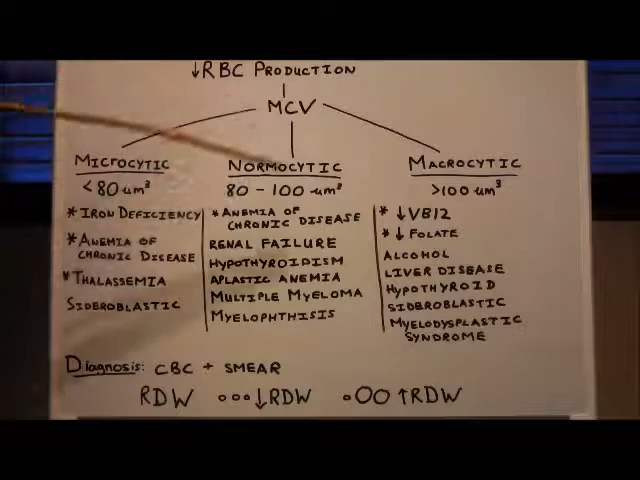 ↓RBC PRODUCTION
MCV
MICROCYTIC
<80 um³
* IRON DEFICIENCY
* ANEMIA OF
CHRONIC DISEASE
* THALASSEMIA
SIDEROBLASTIC
NORMOCYTIC
80 - 100 um³
* ANEMIA OF
CHRONIC DISEASE
RENAL FAILURE
HYPOTHYROIDISM
APLASTIC ANEMIA
MULTIPLE MYELOMA
MYELOPHTHISIS
MACROCYTIC
>100 um³
* ↓VB12
* ↓ FOLATE
ALCOHOL
LIVER DISEASE
HYPOTHYROID
SIDEROBLASTIC
MYELODYSPLASTIC
SYNDROME
Diagnosis: CBC + SMEAR
RDW ooo ↓RDW oOO ↑RDW